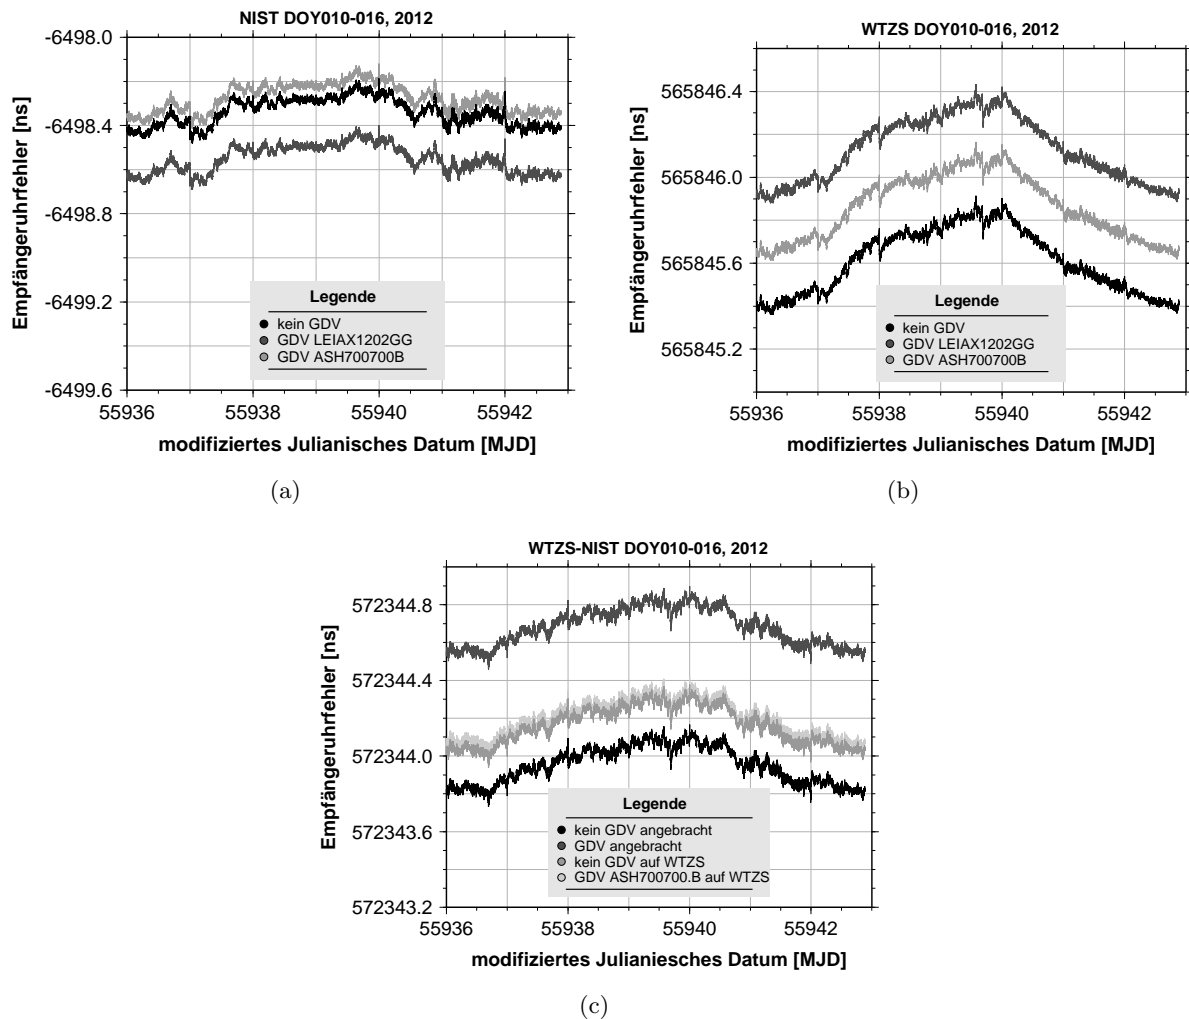 NIST DOY010-016, 2012
-6498.0
-6498.4
-6498.8
-6499.2
-6499.6
Empfängeruhrfehler [ns]
Legende
kein GDV
GDV LEIAX1202GG
GDV ASH700700B
55936 55938 55940 55942
modifiziertes Julianisches Datum [MJD]
(a)
WTZS DOY010-016, 2012
565846.4
565846.0
565845.6
565845.2
Empfängeruhrfehler [ns]
Legende
kein GDV
GDV LEIAX1202GG
GDV ASH700700B
55936 55938 55940 55942
modifiziertes Julianisches Datum [MJD]
(b)
WTZS-NIST DOY010-016, 2012
572344.8
572344.4
572344.0
572343.6
572343.2
Empfängeruhrfehler [ns]
Legende
kein GDV angebracht
GDV angebracht
kein GDV auf WTZS
GDV ASH700700.B auf WTZS
55936 55938 55940 55942
modifiziertes Julianiesches Datum [MJD]
(c)